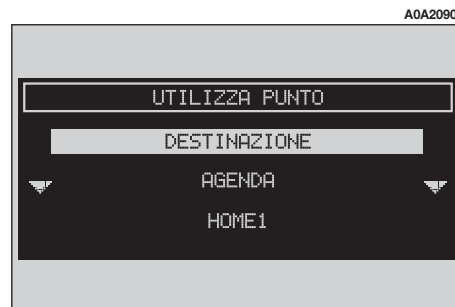 A0A2090
UTILIZZA PUNTO
DESTINAZIONE
AGENDA
HOME1